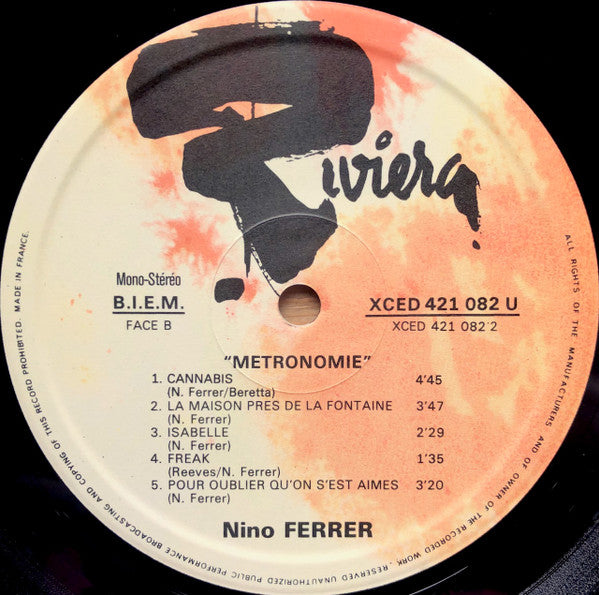 Riviera
Mono-Stéréo
B.I.E.M.
FACE B
XCED 421 082 U
XCED 421 082 2
"METRONOMIE"
1. CANNABIS 4'45
(N. Ferrer/Beretta)
2. LA MAISON PRES DE LA FONTAINE 3'47
(N. Ferrer)
3. ISABELLE 2'29
(N. Ferrer)
4. FREAK 1'35
(Reeves/N. Ferrer)
5. POUR OUBLIER QU'ON S'EST AIMES 3'20
(N. Ferrer)
Nino FERRER
ALL RIGHTS OF THE MANUFACTURERS AND OF OWNER OF THE RECORDED WORK. RESERVED UNAUTHORIZED PUBLIC PERFORMANCE BROADCASTING AND COPYING OF THIS RECORD PROHIBITED. MADE IN FRANCE.